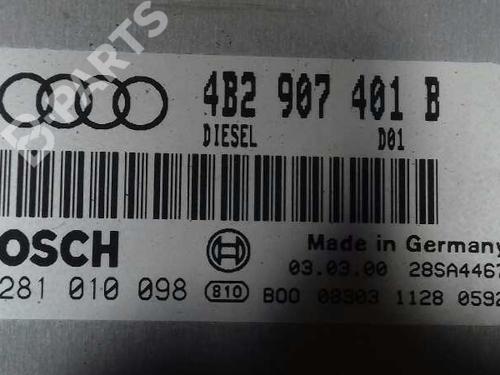 4B2 907 401 B
DIESEL D01
OSCH
Made in Germany
03.03.00 28SA4467
281 010 098 810 B00 08303 1128 0592
B-PARTS